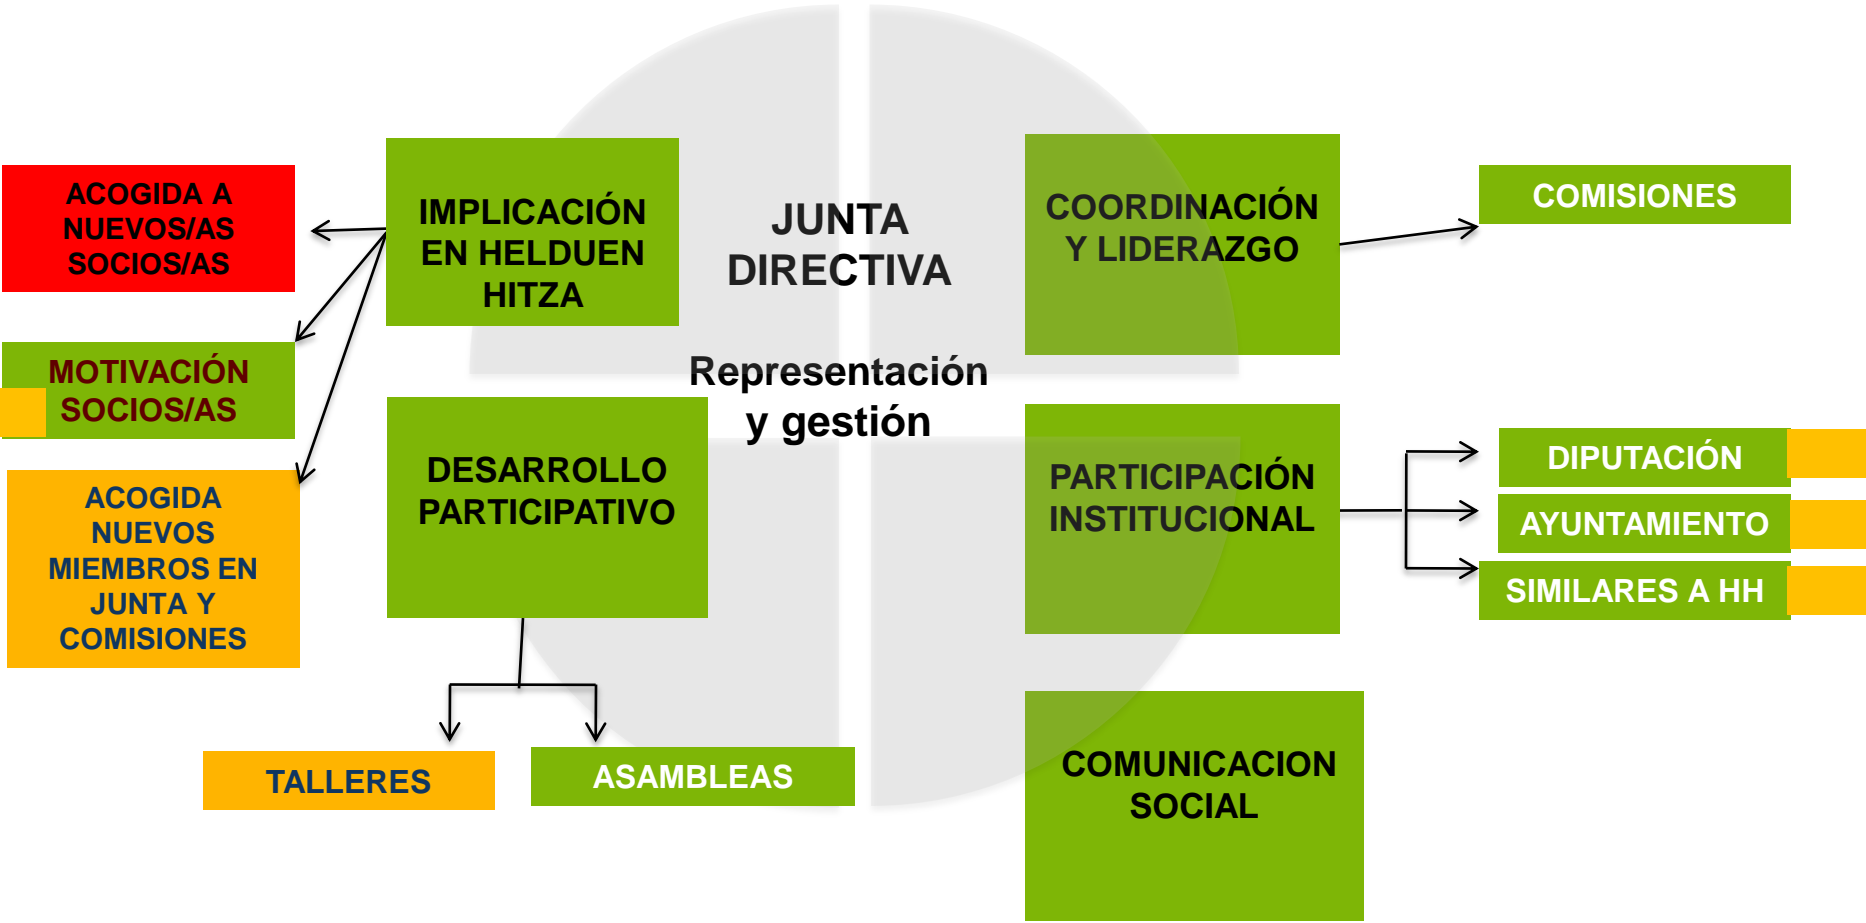 JUNTA
DIRECTIVA
Representación
y gestión
IMPLICACIÓN
EN HELDUEN
HITZA
ACOGIDA A
NUEVOS/AS
SOCIOS/AS
MOTIVACIÓN
SOCIOS/AS
ACOGIDA
NUEVOS
MIEMBROS EN
JUNTA Y
COMISIONES
DESARROLLO
PARTICIPATIVO
TALLERES
ASAMBLEAS
COORDINACIÓN
Y LIDERAZGO
COMISIONES
PARTICIPACIÓN
INSTITUCIONAL
DIPUTACIÓN
AYUNTAMIENTO
SIMILARES A HH
COMUNICACION
SOCIAL